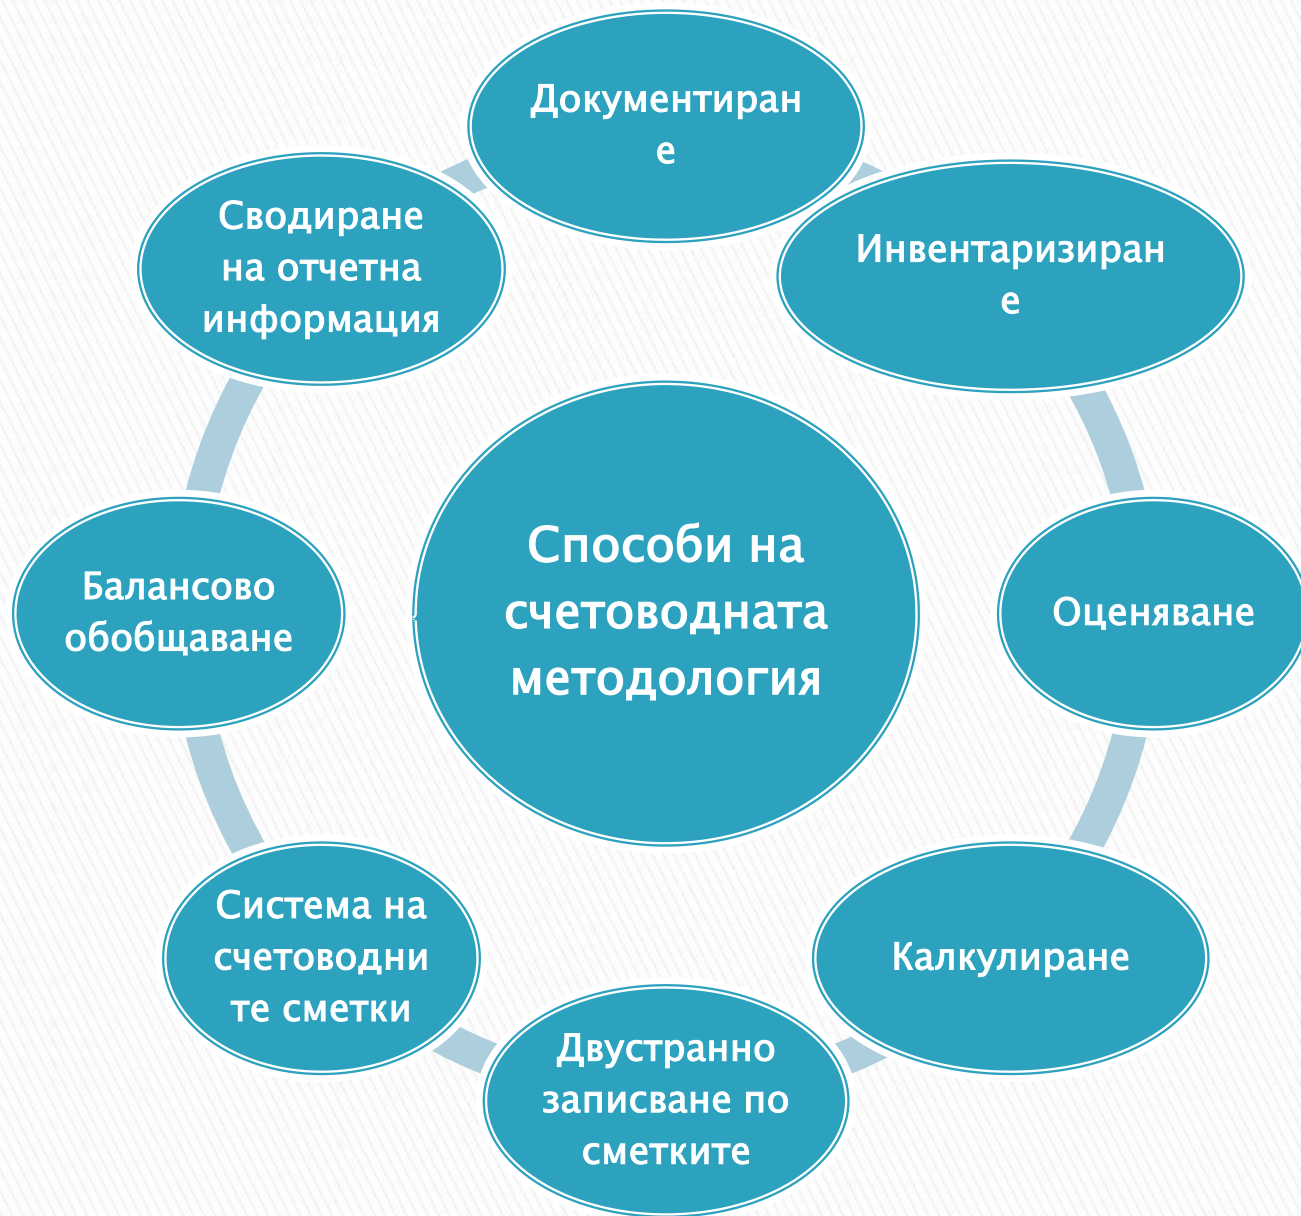 Документиран
е
Инвентаризиран
е
Оценяване
Калкулиране
Двустранно
записване по
сметките
Система на
счетоводни
те сметки
Балансово
обобщаване
Сводиране
на отчетна
информация
Способи на
счетоводната
методология